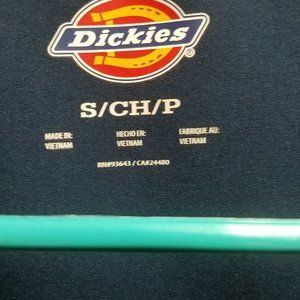 Dickies
S/CH/P
MADE IN: HECHO EN: FABRIQUE AU:
VIETNAM VIETNAM VIETNAM
RN#93643 / CA#24480